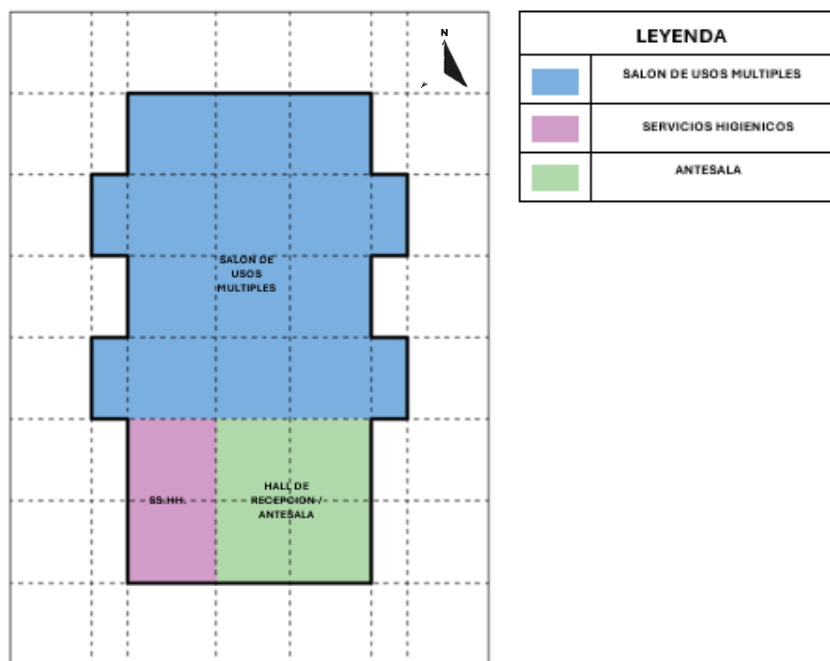 N
LEYENDA
SALON DE USOS MULTIPLES
SERVICIOS HIGIENICOS
ANTESALA
SALON DE
USOS
MULTIPLES
SS.HH.
HALL DE
RECEPCION /
ANTESALA